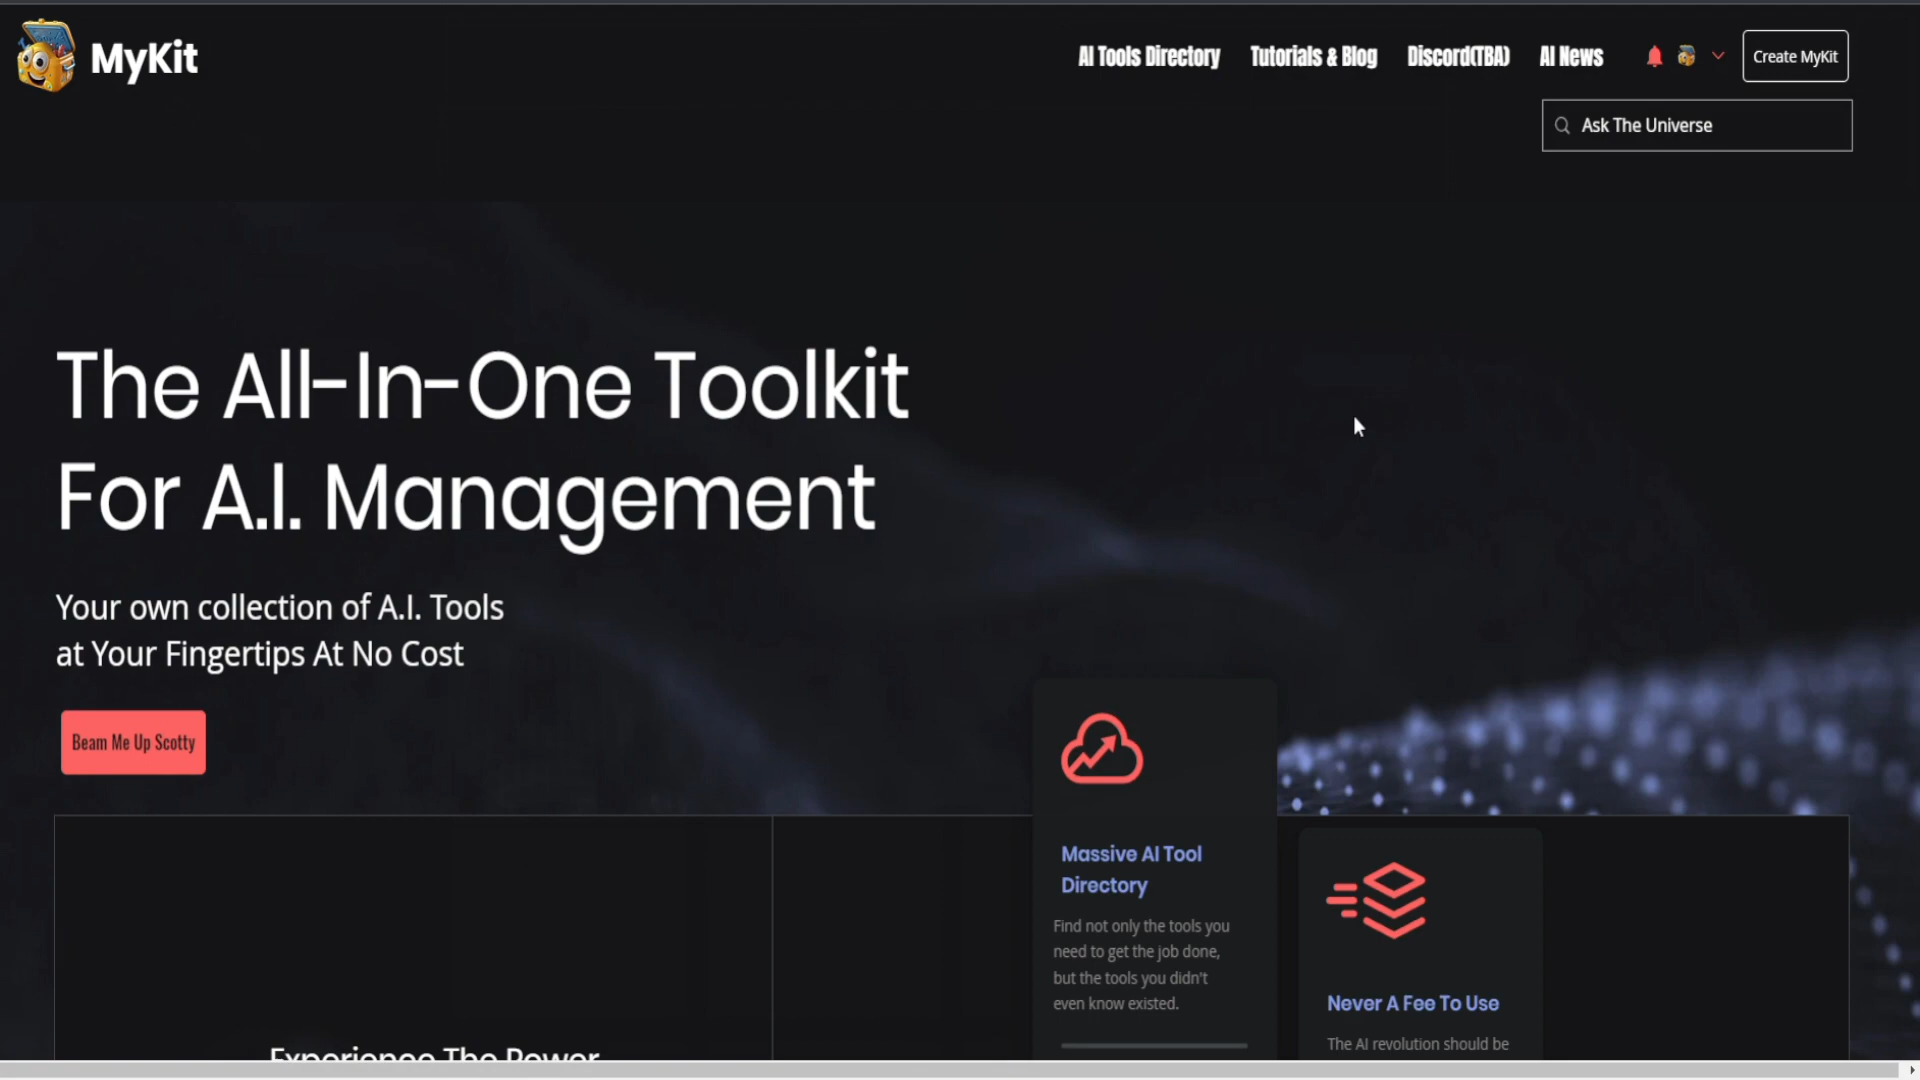 MyKit
AI Tools Directory
Tutorials & Blog
Discord(TBA)
AI News
Create MyKit
Ask The Universe
The All-In-One Toolkit
For A.I. Management
Your own collection of A.I. Tools
at Your Fingertips At No Cost
Beam Me Up Scotty
Massive AI Tool
Directory
Find not only the tools you
need to get the job done,
but the tools you didn't
even know existed.
Never A Fee To Use
The AI revolution should be
Experience The Power